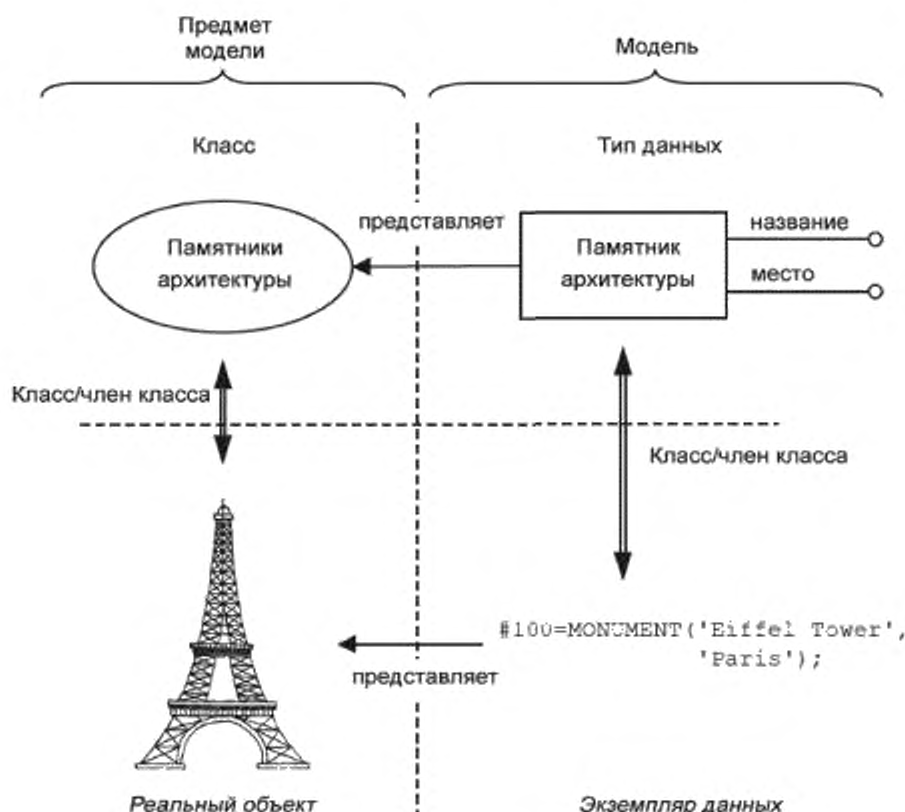 Предмет
модели
Модель
Класс
Тип данных
представляет
название
Памятники
архитектуры
Памятник
архитектуры
место
Класс/член класса
Класс/член класса
#100=MONUMENT('Eiffel Tower',
'Paris');
представляет
Реальный объект
Экземпляр данных